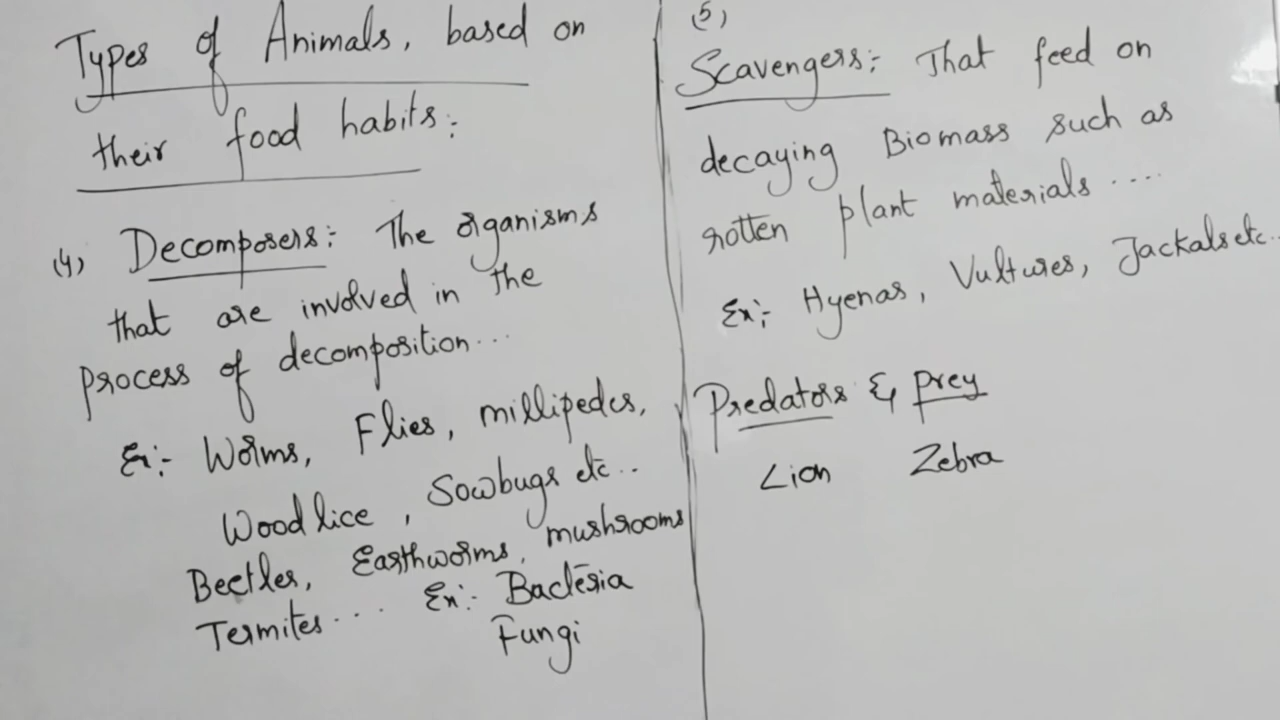 Types of Animals, based on
their food habits:
(4) Decomposers: The organisms
that are involved in the
process of decomposition...
Ex:- Worms, Flies, millipedes,
Wood lice, Sowbugs etc..
Beetles, Earthworms, mushrooms
Termites... Ex:- Bacteria
Fungi
(5)
Scavengers: That feed on
decaying Biomass such as
rotten plant materials ....
Ex:- Hyenas, Vultures, Jackals etc..
Predators & prey
Lion Zebra